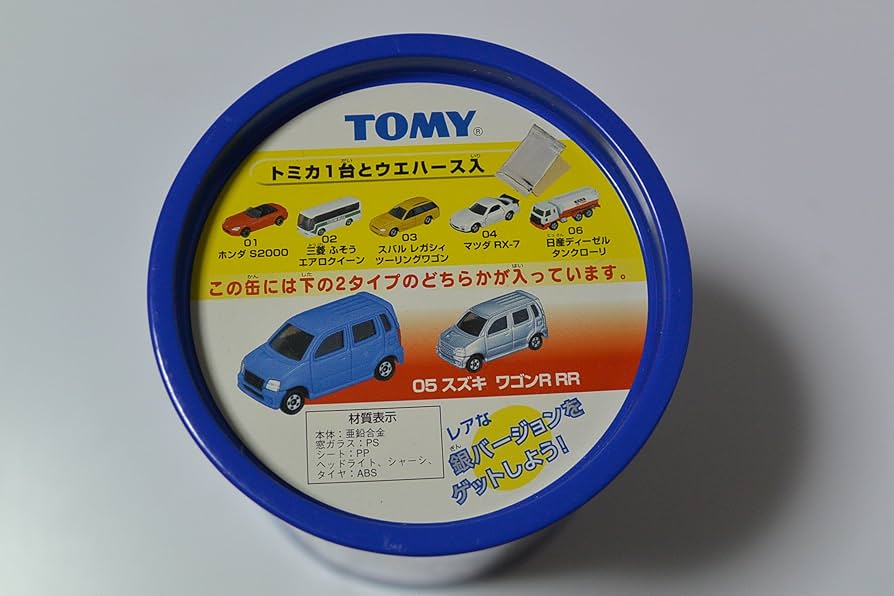 TOMY®
トミカ1台とウエハース入
01
ホンダ S2000
02
三菱 ふそう
エアロクイーン
03
スバル レガシィ
ツーリングワゴン
04
マツダ RX-7
06
日産ディーゼル
タンクローリ
この缶には下の2タイプのどちらかが入っています。
05 スズキ ワゴンR RR
材質表示
本体：亜鉛合金
窓ガラス：PS
シート：PP
ヘッドライト、シャーシ、
タイヤ：ABS
レアな
銀バージョンを
ゲットしよう!